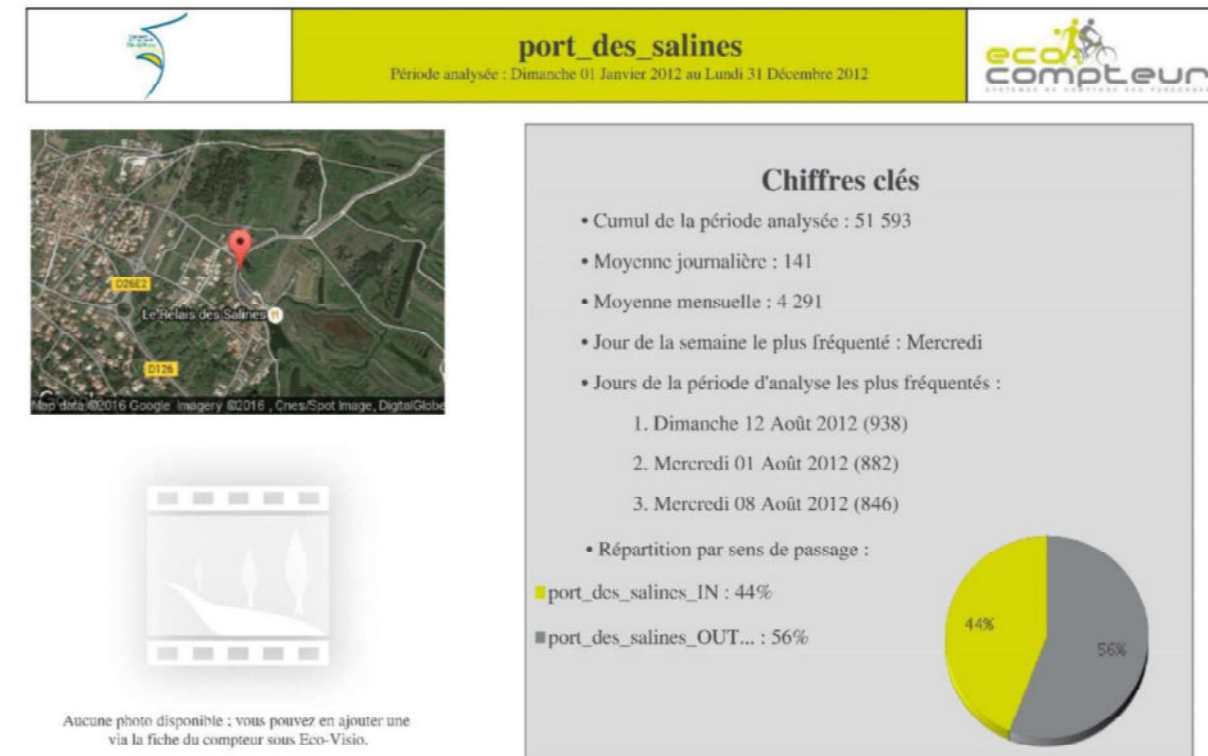 port_des_salines
Période analysée : Dimanche 01 Janvier 2012 au Lundi 31 Décembre 2012
eco
compteur
D26E2
Le Relais des Salines
D126
Map data ©2016 Google Imagery ©2016 , Cnes/Spot Image, DigitalGlobe
Aucune photo disponible ; vous pouvez en ajouter une
via la fiche du compteur sous Eco-Visio.
Chiffres clés
• Cumul de la période analysée : 51 593
• Moyenne journalière : 141
• Moyenne mensuelle : 4 291
• Jour de la semaine le plus fréquenté : Mercredi
• Jours de la période d'analyse les plus fréquentés :
1. Dimanche 12 Août 2012 (938)
2. Mercredi 01 Août 2012 (882)
3. Mercredi 08 Août 2012 (846)
• Répartition par sens de passage :
port_des_salines_IN : 44%
port_des_salines_OUT... : 56%
44%
56%